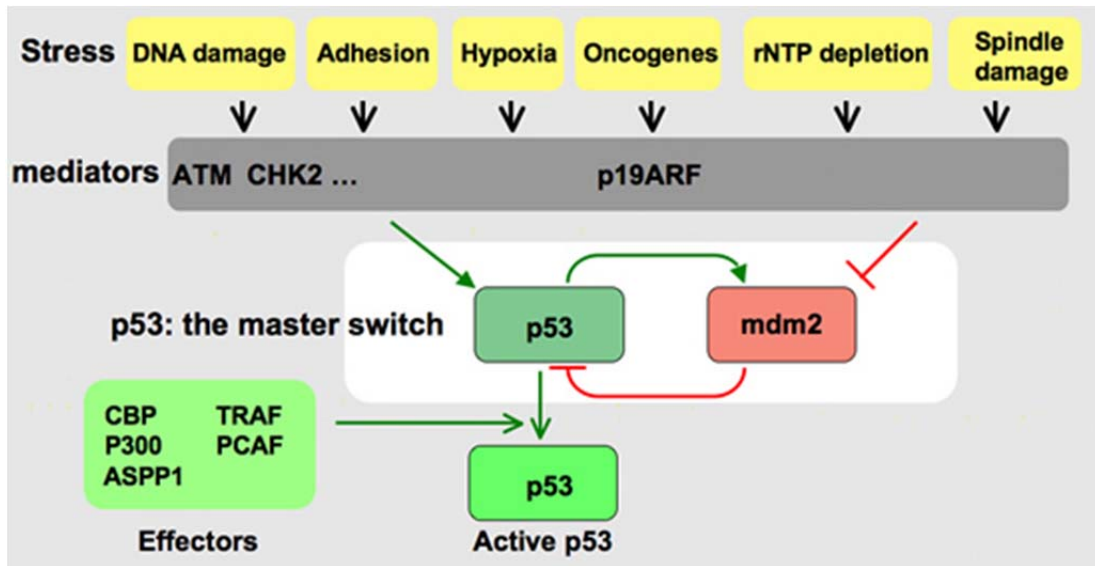 Stress DNA damage Adhesion Hypoxia Oncogenes rNTP depletion Spindle damage
mediators ATM CHK2 ... p19ARF
p53: the master switch p53 mdm2
CBP TRAF
P300 PCAF
ASPP1
p53
Effectors Active p53